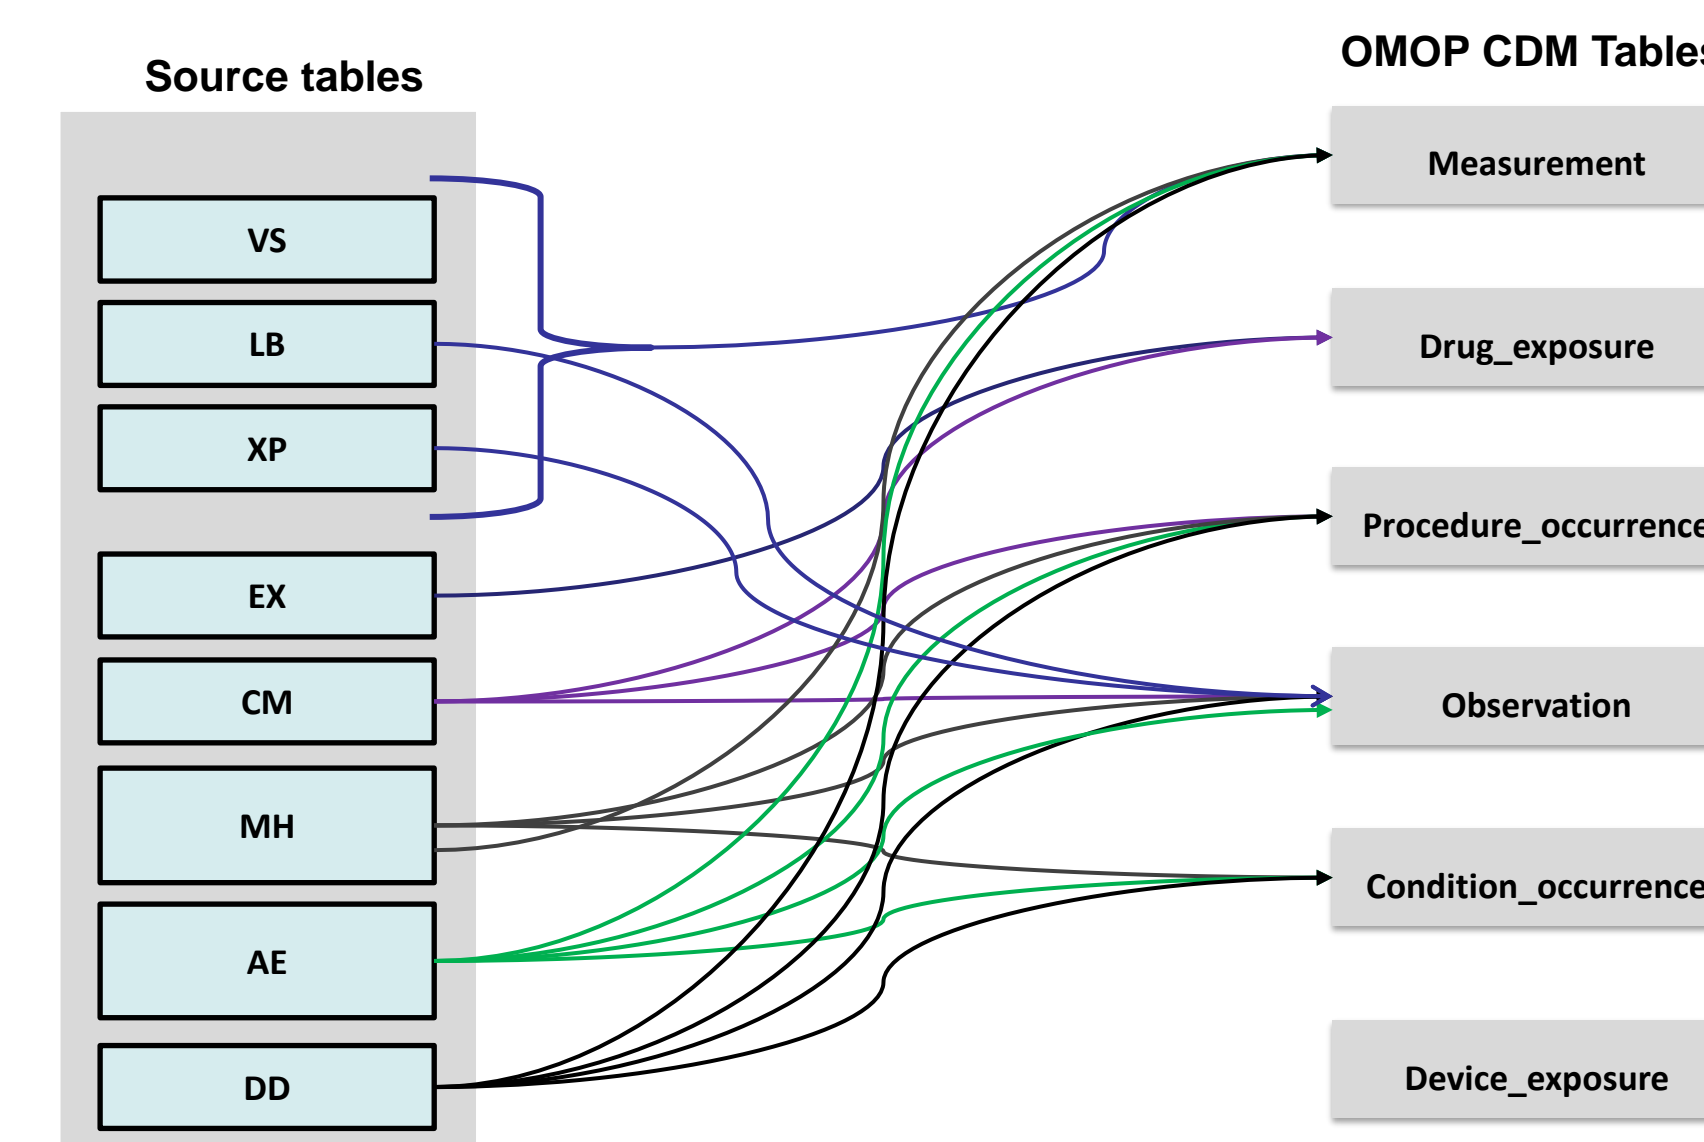 Source tables
OMOP CDM Tables
VS
LB
XP
EX
CM
MH
AE
DD
Measurement
Drug_exposure
Procedure_occurrence
Observation
Condition_occurrence
Device_exposure